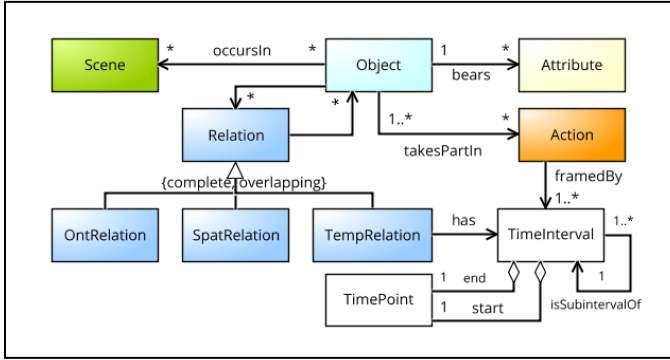 * occursIn *
Scene
Object
1 *
bears
Attribute
*
*
Relation
1..* *
takesPartIn
Action
{complete, overlapping}
framedBy
1..*
OntRelation
SpatRelation
TempRelation
has
TimeInterval
1..*
1
isSubintervalOf
TimePoint
1 end
1 start